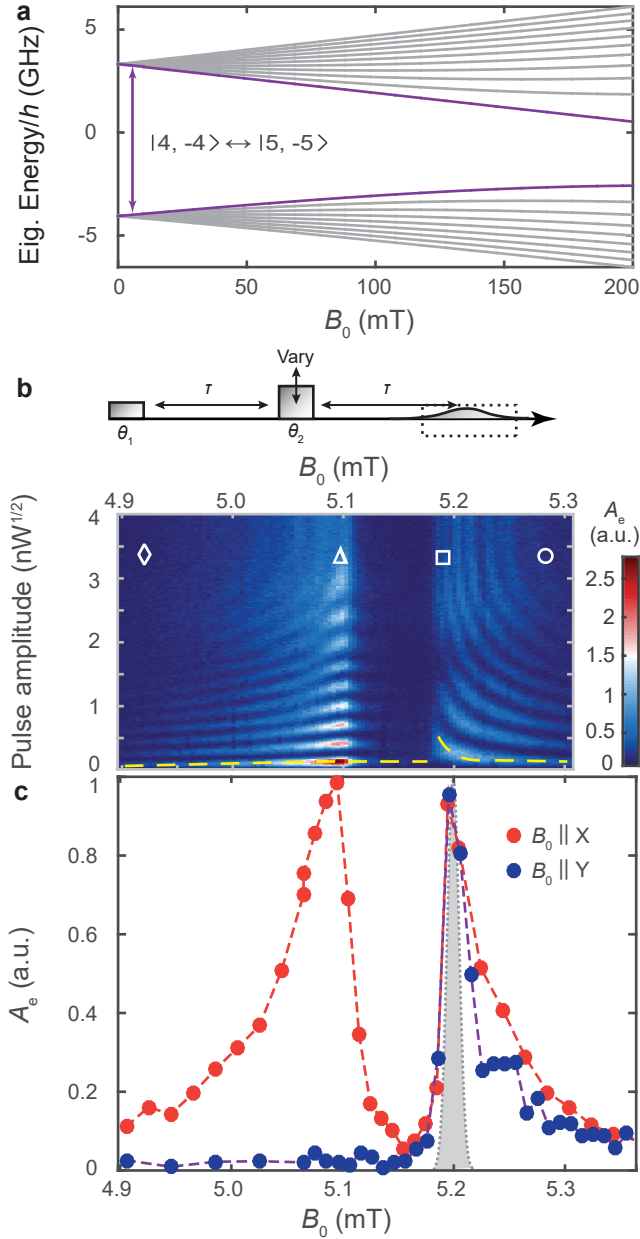 a
Eig. Energy/h (GHz)
5
0
-5
|4, -4⟩ ↔ |5, -5⟩
0 50 100 150 200
B₀ (mT)
b
Vary
τ τ
θ₁ θ₂
B₀ (mT)
4.9 5.0 5.1 5.2 5.3
Pulse amplitude (nW¹/²)
4
3
2
1
0
Aₑ
(a.u.)
2.5
2
1.5
1
0.5
0
c
Aₑ (a.u.)
1
0.8
0.6
0.4
0.2
0
B₀ || X
B₀ || Y
4.9 5.0 5.1 5.2 5.3
B₀ (mT)